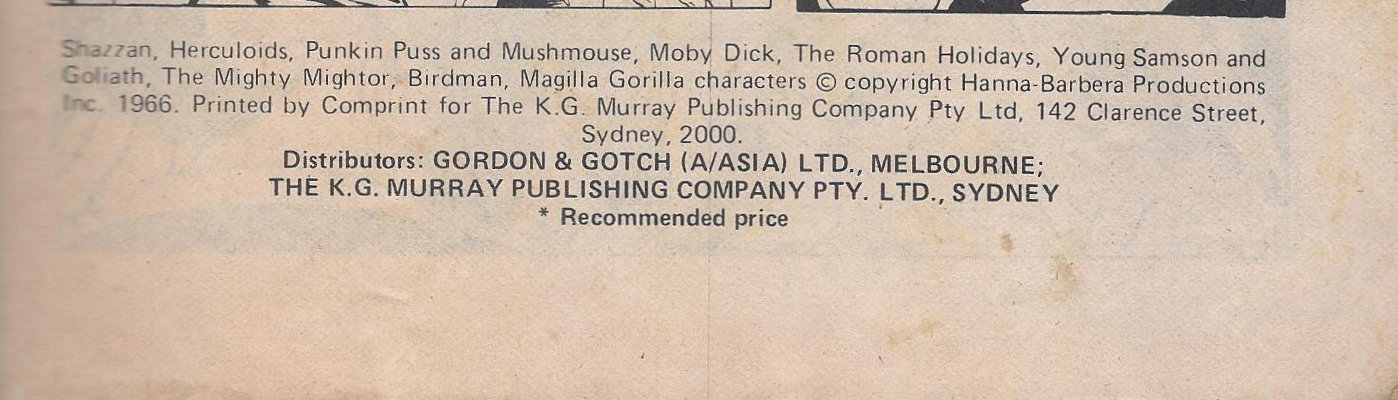 Shazzan, Herculoids, Punkin Puss and Mushmouse, Moby Dick, The Roman Holidays, Young Samson and
Goliath, The Mighty Mightor, Birdman, Magilla Gorilla characters © copyright Hanna-Barbera Productions
Inc. 1966. Printed by Comprint for The K.G. Murray Publishing Company Pty Ltd, 142 Clarence Street,
Sydney, 2000.
Distributors: GORDON & GOTCH (A/ASIA) LTD., MELBOURNE;
THE K.G. MURRAY PUBLISHING COMPANY PTY. LTD., SYDNEY
* Recommended price